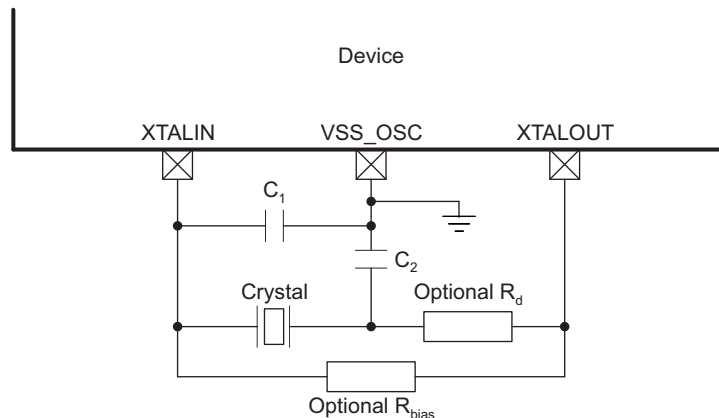 Device
XTALIN VSS_OSC XTALOUT
C1
C2
Crystal Optional Rd
Optional Rbias